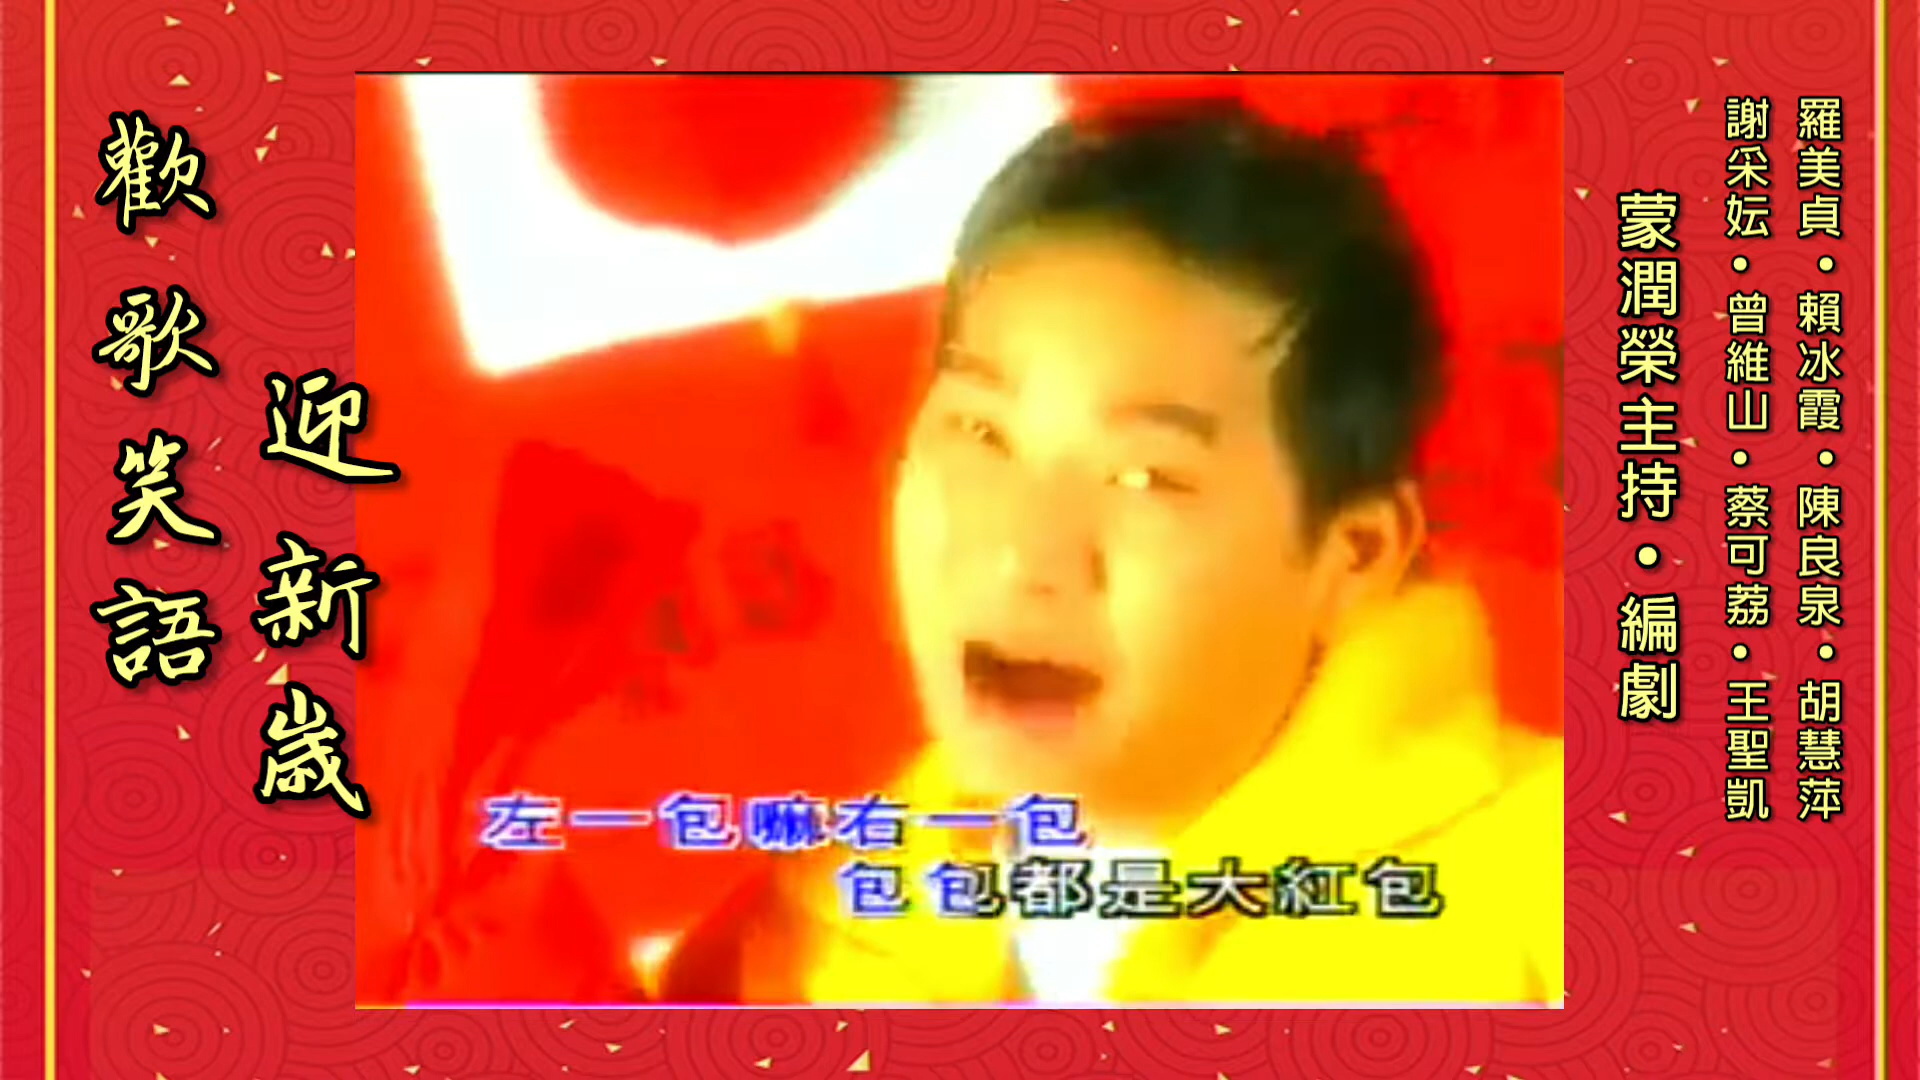 歡歌笑語
迎新歲
左一包嘛右一包
包包都是大紅包
羅美貞・賴冰霞・陳良泉・胡慧萍
謝采妘・曾維山・蔡可荔・王聖凱
蒙潤榮主持・編劇